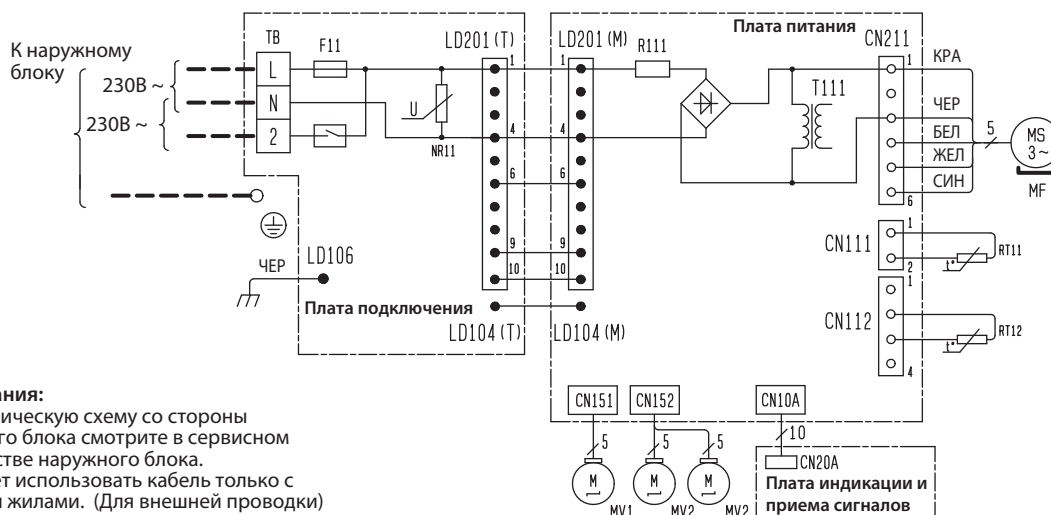 Плата питания
К наружному
блоку
230В ~
230В ~
TB
L
N
2
F11
U
NR11
LD201 (T)
1
4
6
9
10
LD201 (M)
1
4
6
9
10
R111
T111
CN211
1
6
КРА
ЧЕР
БЕЛ
ЖЕЛ
СИН
5
MS
3~
MF
CN111
1
2
t°
RT11
CN112
1
4
t°
RT12
ЧЕР
LD106
Плата подключения
LD104 (T)
LD104 (M)
CN151
CN152
CN10A
5
5
5
10
M
M
M
MV1
MV2
MV2
CN20A
Плата индикации и
приема сигналов
ания:
ическую схему со стороны
го блока смотрите в сервисном
стве наружного блока.
ет использовать кабель только с
и жилами. (Для внешней проводки)